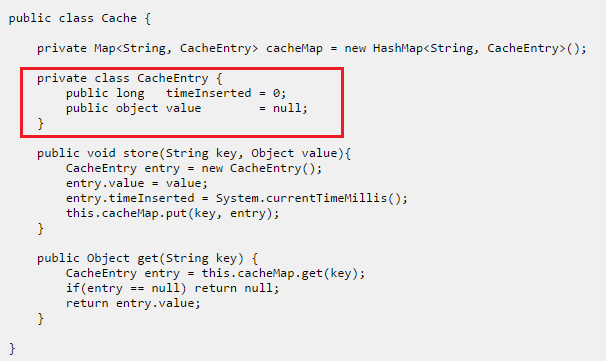 public class Cache {
    private Map<String, CacheEntry> cacheMap = new HashMap<String, CacheEntry>();
    private class CacheEntry {
        public long   timeInserted = 0;
        public object value        = null;
    }
    public void store(String key, Object value){
        CacheEntry entry = new CacheEntry();
        entry.value = value;
        entry.timeInserted = System.currentTimeMillis();
        this.cacheMap.put(key, entry);
    }
    public Object get(String key) {
        CacheEntry entry = this.cacheMap.get(key);
        if(entry == null) return null;
        return entry.value;
    }
}